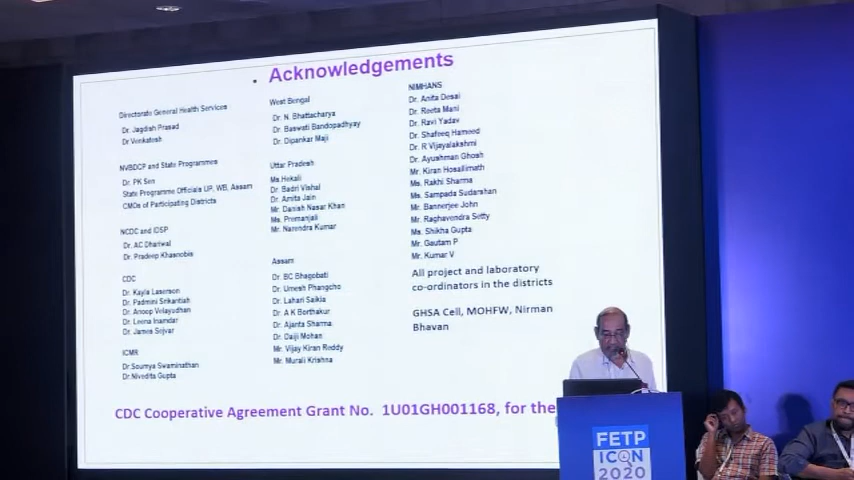 Acknowledgements
Directorate General Health Services
Dr. Jagdish Prasad
Dr Venkatesh
NVBDCP and State Programmes
Dr. PK Sen
State Programme Officials UP, WB, Assam
CMOs of Participating Districts
NCDC and IDSP
Dr. AC Dhariwal
Dr. Pradeep Khasnobis
CDC
Dr. Kayla Laserson
Dr. Padmini Srikantiah
Dr. Anoop Velayudhan
Dr. Leena Inamdar
Dr. James Sejvar
ICMR
Dr. Soumya Swaminathan
Dr. Nivedita Gupta
West Bengal
Dr. N. Bhattacharya
Dr. Baswati Bandopadhyay
Dr. Dipankar Maji
Uttar Pradesh
Ms. Hekali
Dr. Badri Vishal
Dr. Amita Jain
Mr. Danish Nasar Khan
Ms. Premanjali
Mr. Narendra Kumar
Assam
Dr. BC Bhagobati
Dr. Umesh Phangcho
Dr. Lahari Saikia
Dr. A K Borthakur
Dr. Ajanta Sharma
Dr. Daiji Mohan
Mr. Vijay Kiran Reddy
Mr. Murali Krishna
NIMHANS
Dr. Anita Desai
Dr. Reeta Mani
Dr. Ravi Yadav
Dr. Shafeeq Hameed
Dr. R Vijayalakshmi
Dr. Ayushman Ghosh
Mr. Kiran Hosallimath
Ms. Rakhi Sharma
Ms. Sampada Sudarshan
Mr. Bannerjee John
Mr. Raghavendra Setty
Ms. Shikha Gupta
Mr. Gautam P
Mr. Kumar V
All project and laboratory
co-ordinators in the districts
GHSA Cell, MOHFW, Nirman
Bhavan
CDC Cooperative Agreement Grant No. 1U01GH001168, for the
FETP
ICON
2020